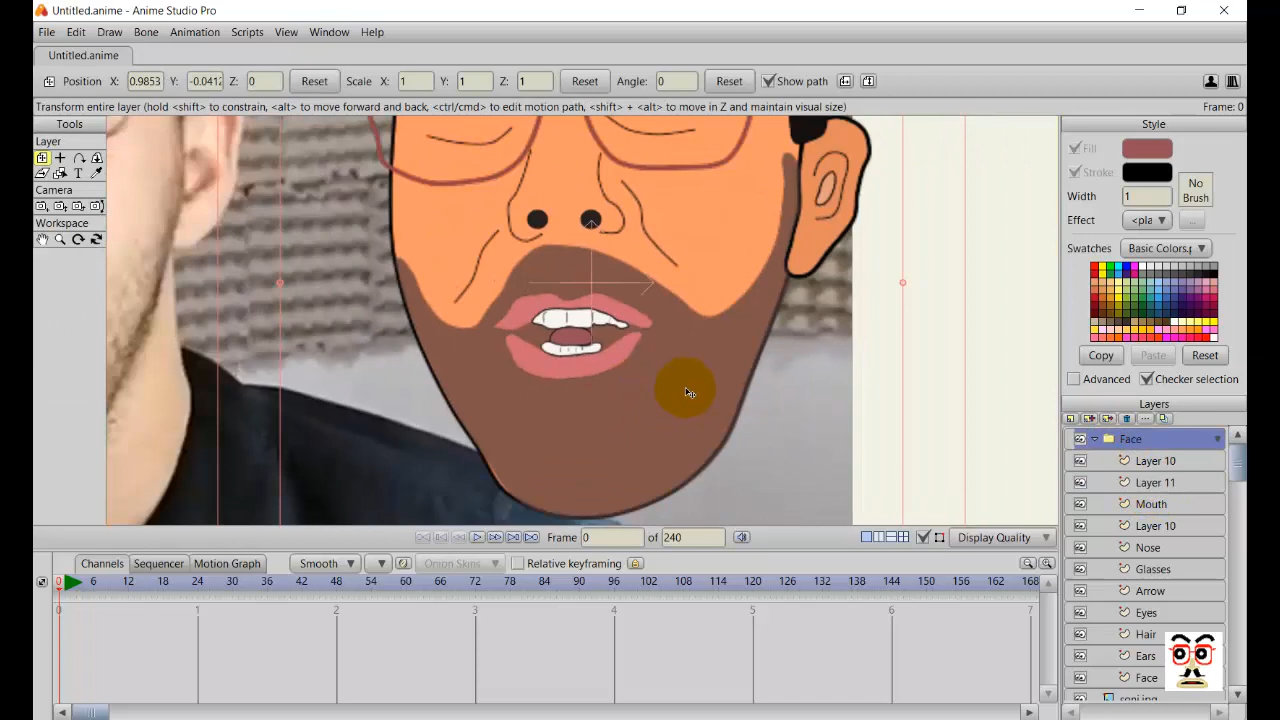 Untitled.anime - Anime Studio Pro
File Edit Draw Bone Animation Scripts View Window Help
Untitled.anime
Position X: 0.9853 Y: -0.0412 Z: 0 Reset Scale X: 1 Y: 1 Z: 1 Reset Angle: 0 Reset Show path
Transform entire layer (hold <shift> to constrain, <alt> to move forward and back, <ctrl/cmd> to edit motion path, <shift> + <alt> to move in Z and maintain visual size)
Frame: 0
Tools
Layer
Camera
Workspace
Style
Fill
Stroke
Width 1
No
Brush
Effect <pla ...
Swatches Basic Colors.p
Copy Paste Reset
Advanced Checker selection
Layers
Face
Layer 10
Layer 11
Mouth
Layer 10
Nose
Glasses
Arrow
Eyes
Hair
Ears
Face
Frame 0 of 240 Display Quality
Channels Sequencer Motion Graph Smooth Onion Skins Relative keyframing
0 6 12 18 24 30 36 42 48 54 60 66 72 78 84 90 96 102 108 114 120 126 132 138 144 150 156 162 168
0 1 2 3 4 5 6 7